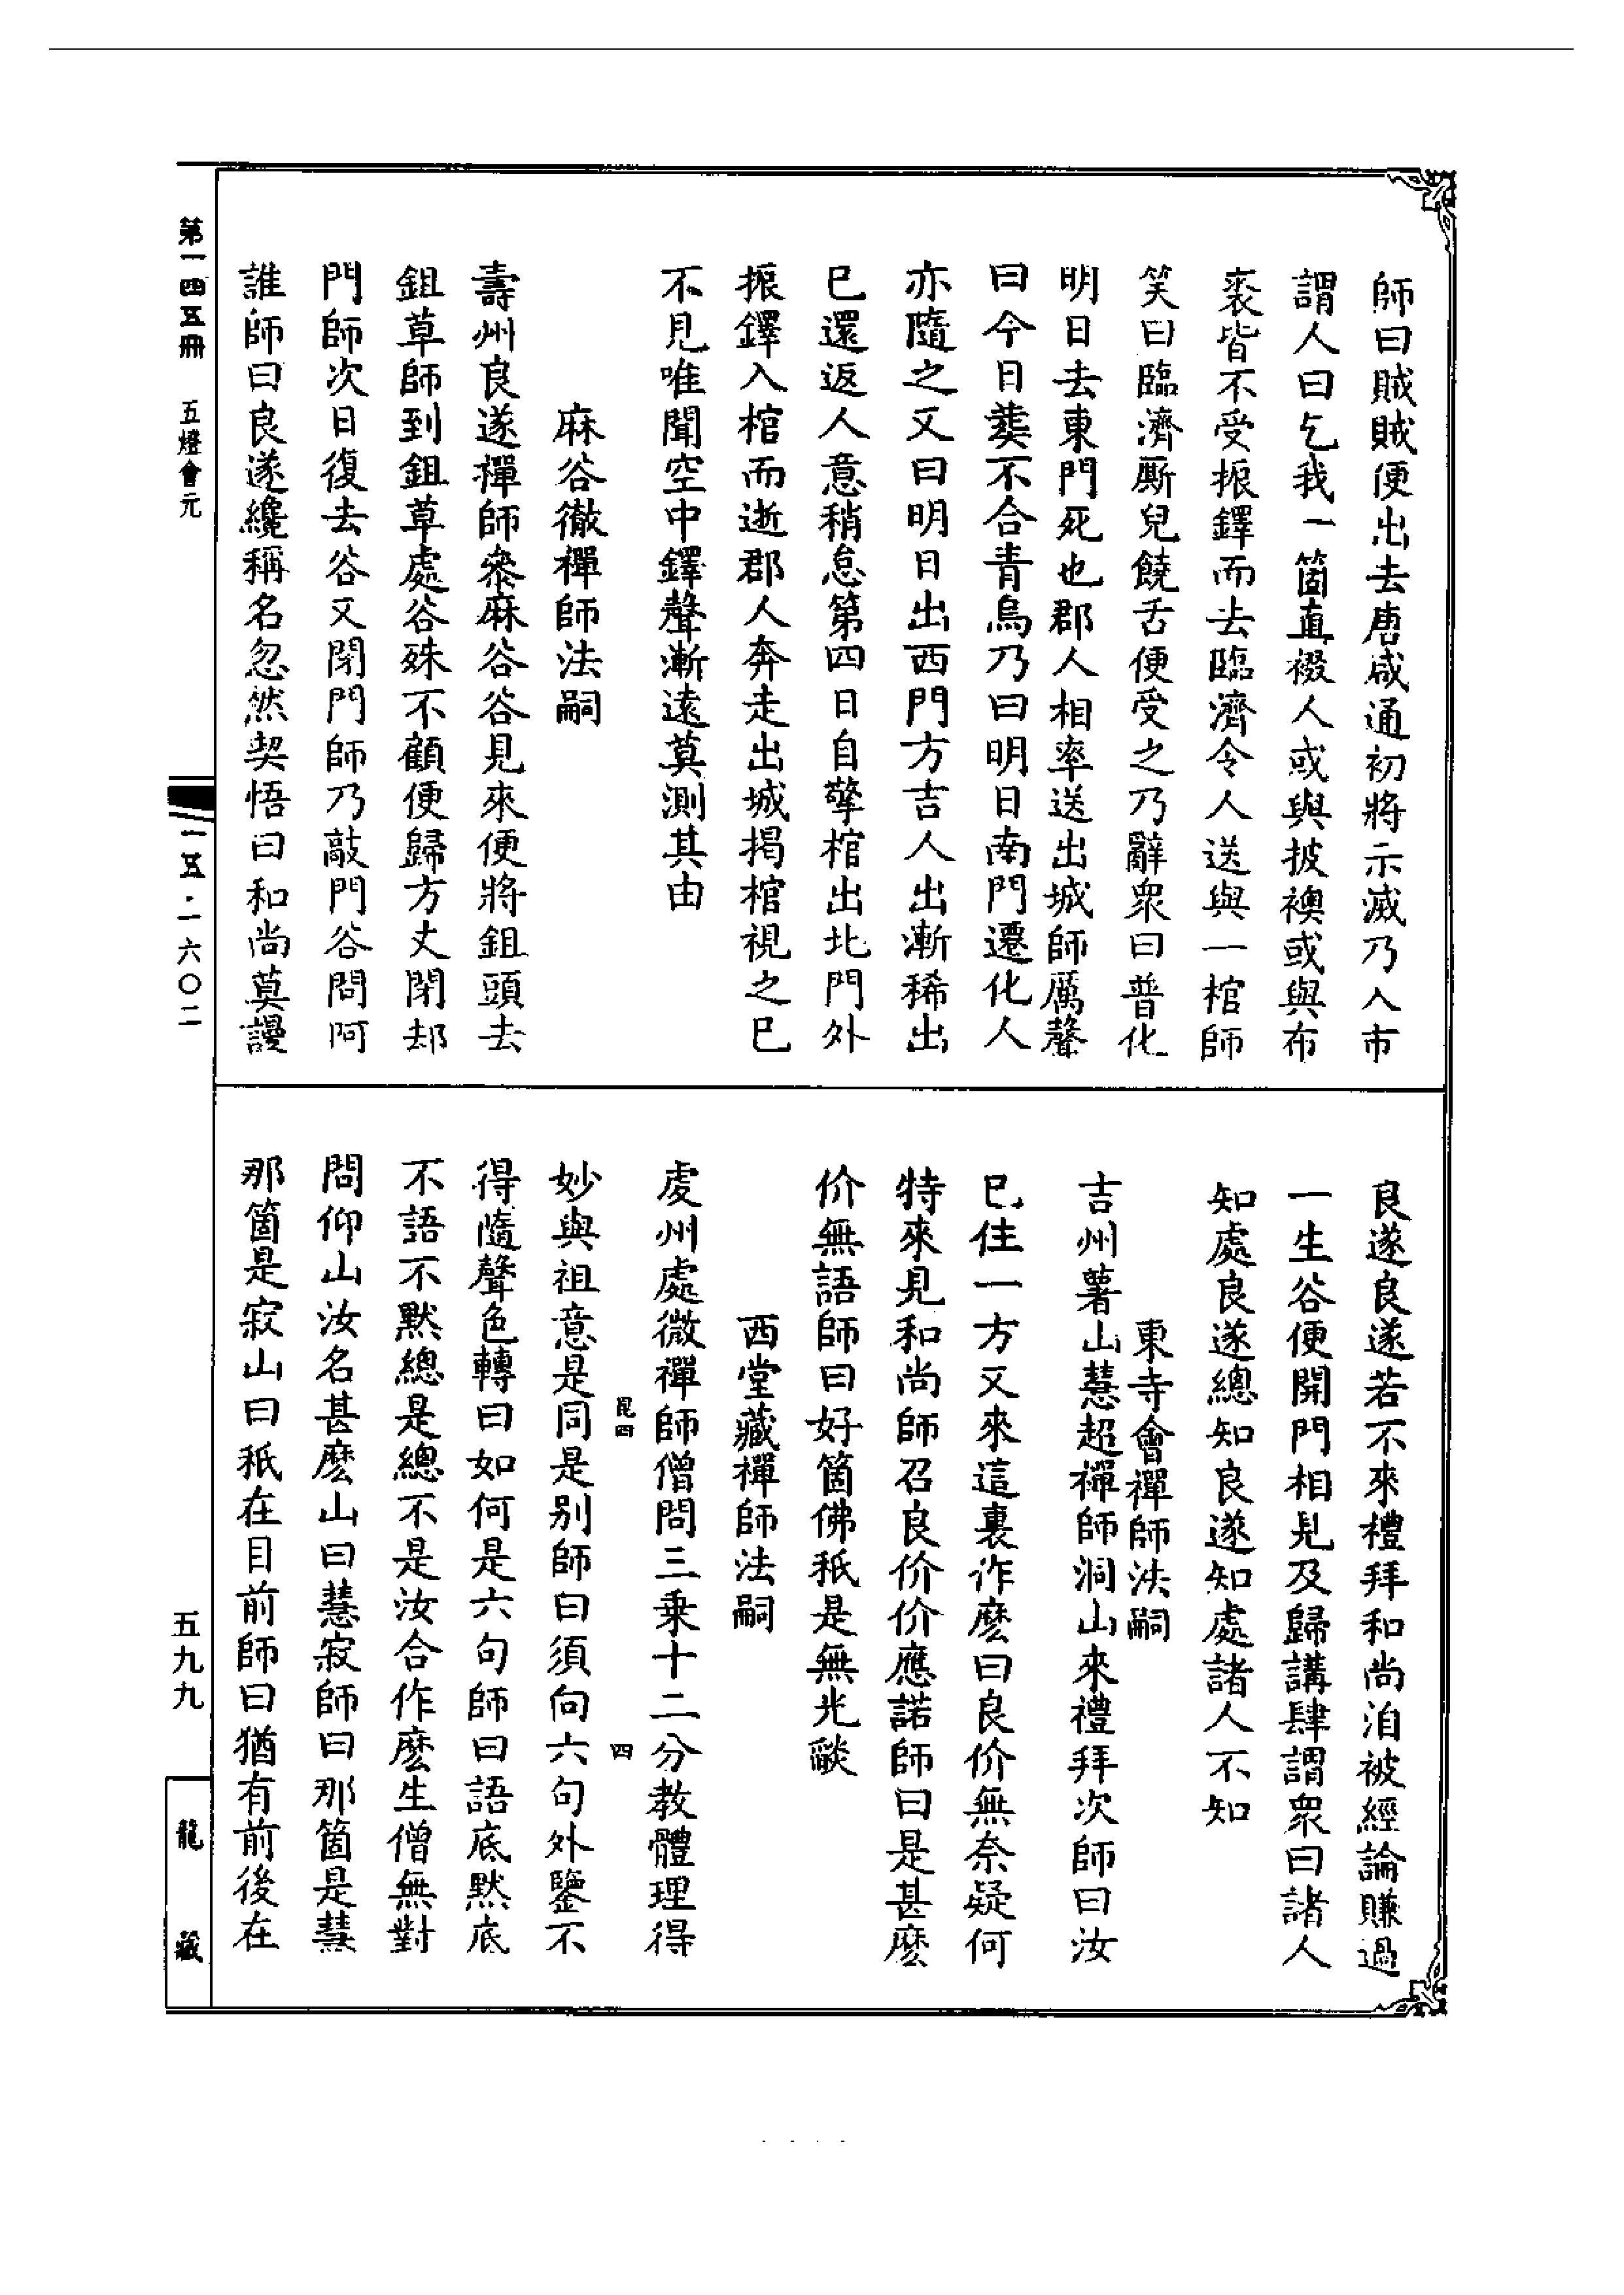 師曰賊賊便出去唐咸通初將示滅乃入市
謂人曰乞我一箇直裰人或與披襖或與布
裘皆不受振鐸而去臨濟令人送與一棺師
笑曰臨濟厮兒饒舌便受之乃辭衆曰普化
明日去東門死也郡人相率送出城師厲聲
曰今日葬不合青烏乃曰明日南門遷化人
亦隨之又曰明日出西門方吉人出漸稀出
已還返人意稍怠第四日自擎棺出北門外
振鐸入棺而逝郡人奔走出城揭棺視之已
不見唯聞空中鐸聲漸遠莫測其由
麻谷徹禪師法嗣
壽州良遂禪師叅麻谷谷見來便將鉏頭去
鉏草師到鉏草處谷殊不顧便歸方丈閉却
門師次日復去谷又閉門師乃敲門谷問阿
誰師曰良遂纔稱名忽然契悟曰和尚莫謾
良遂良遂若不來禮拜和尚洎被經論賺過
一生谷便開門相見及歸講肆謂衆曰諸人
知處良遂總知良遂知處諸人不知
東寺會禪師法嗣
吉州薯山慧超禪師洞山來禮拜次師曰汝
已住一方又來這裏作麽曰良价無奈疑何
特來見和尚師召良价价應諾師曰是甚麽
价無語師曰好箇佛秖是無光燄
西堂藏禪師法嗣
虔州處微禪師僧問三乗十二分教體理得
昆四 四
妙與祖意是同是别師曰須向六句外鑒不
得隨聲色轉曰如何是六句師曰語底默底
不語不默總是總不是汝合作麽生僧無對
問仰山汝名甚麽山曰慧寂師曰那箇是慧
那箇是寂山曰秖在目前師曰猶有前後在
第一四五冊 五燈會元
一五·一六〇二
五九九
龍藏